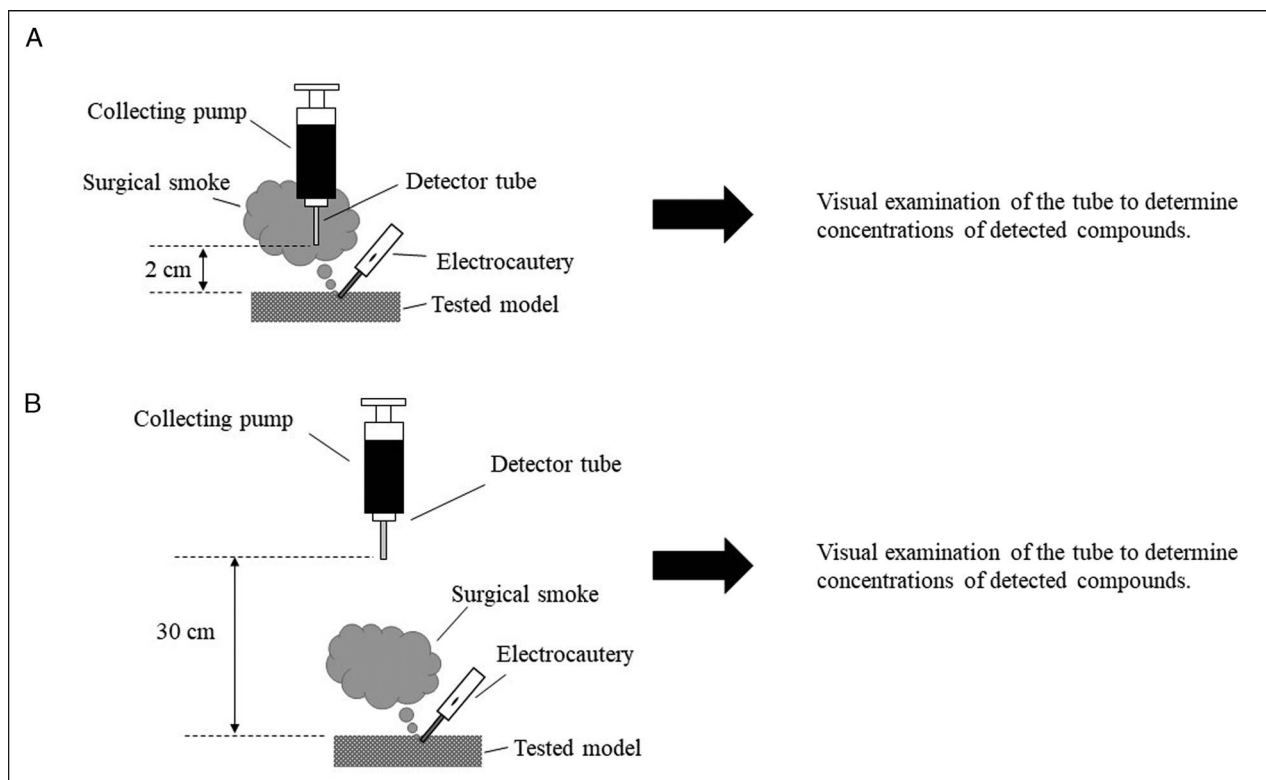 A
Collecting pump
Surgical smoke
Detector tube
2 cm
Electrocautery
Tested model
Visual examination of the tube to determine
concentrations of detected compounds.
B
Collecting pump
Detector tube
30 cm
Surgical smoke
Electrocautery
Tested model
Visual examination of the tube to determine
concentrations of detected compounds.